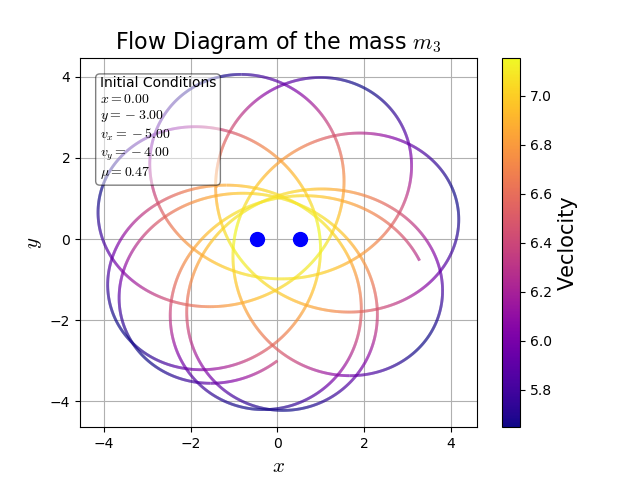 Flow Diagram of the mass m₃
Initial Conditions
x = 0.00
y = −3.00
vₓ = −5.00
v_y = −4.00
μ = 0.47
4
2
0
−2
−4
y
−4
−2
0
2
4
x
7.0
6.8
6.6
6.4
6.2
6.0
5.8
Veclocity